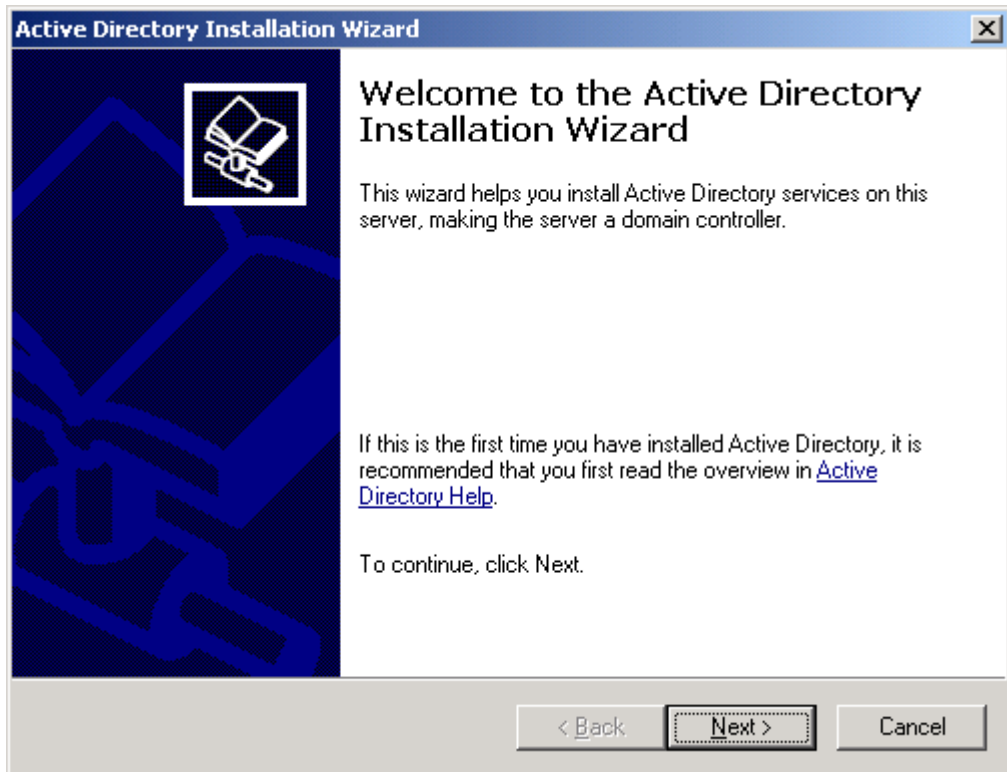 Active Directory Installation Wizard
Welcome to the Active Directory
Installation Wizard
This wizard helps you install Active Directory services on this
server, making the server a domain controller.
If this is the first time you have installed Active Directory, it is
recommended that you first read the overview in Active
Directory Help.
To continue, click Next.
< Back
Next >
Cancel